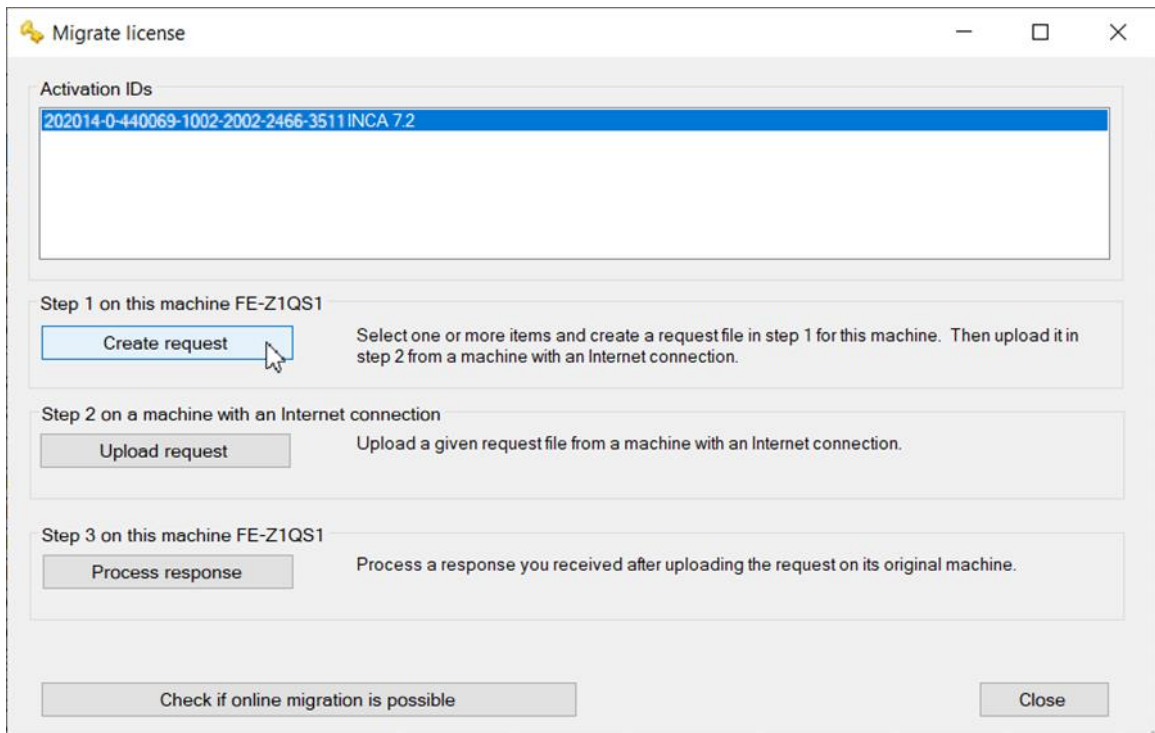 Migrate license
Activation IDs
202014-0-440069-1002-2002-2466-3511 INCA 7.2
Step 1 on this machine FE-Z1QS1
Create request
Select one or more items and create a request file in step 1 for this machine. Then upload it in
step 2 from a machine with an Internet connection.
Step 2 on a machine with an Internet connection
Upload request
Upload a given request file from a machine with an Internet connection.
Step 3 on this machine FE-Z1QS1
Process response
Process a response you received after uploading the request on its original machine.
Check if online migration is possible
Close